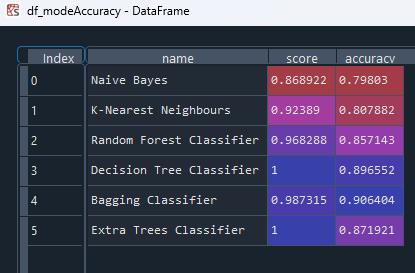 df_modeAccuracy - DataFrame
Index name score accuracy
0 Naive Bayes 0.868922 0.79803
1 K-Nearest Neighbours 0.92389 0.807882
2 Random Forest Classifier 0.968288 0.857143
3 Decision Tree Classifier 1 0.896552
4 Bagging Classifier 0.987315 0.906404
5 Extra Trees Classifier 1 0.871921